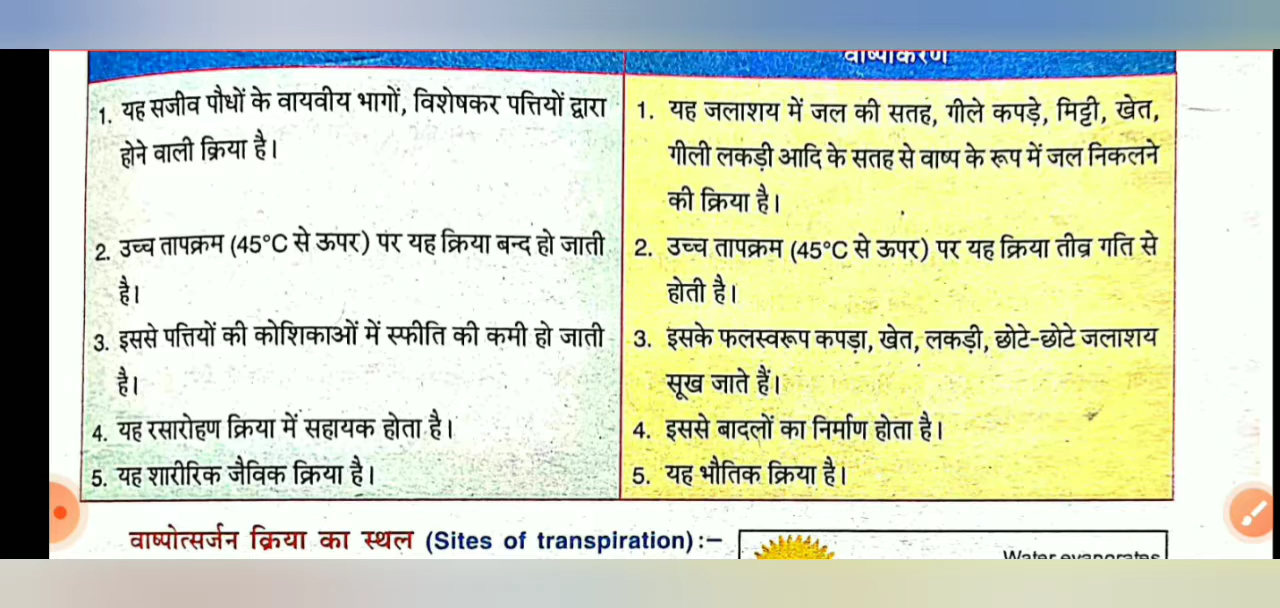 वाष्पीकरण
1. यह सजीव पौधों के वायवीय भागों, विशेषकर पत्तियों द्वारा
होने वाली क्रिया है।
2. उच्च तापक्रम (45°C से ऊपर) पर यह क्रिया बन्द हो जाती
है।
3. इससे पत्तियों की कोशिकाओं में स्फीति की कमी हो जाती
है।
4. यह रसारोहण क्रिया में सहायक होता है।
5. यह शारीरिक जैविक क्रिया है।
1. यह जलाशय में जल की सतह, गीले कपड़े, मिट्टी, खेत,
गीली लकड़ी आदि के सतह से वाष्प के रूप में जल निकलने
की क्रिया है।
2. उच्च तापक्रम (45°C से ऊपर) पर यह क्रिया तीव्र गति से
होती है।
3. इसके फलस्वरूप कपड़ा, खेत, लकड़ी, छोटे-छोटे जलाशय
सूख जाते हैं।
4. इससे बादलों का निर्माण होता है।
5. यह भौतिक क्रिया है।
वाष्पोत्सर्जन क्रिया का स्थल (Sites of transpiration) :–
Water evaporates